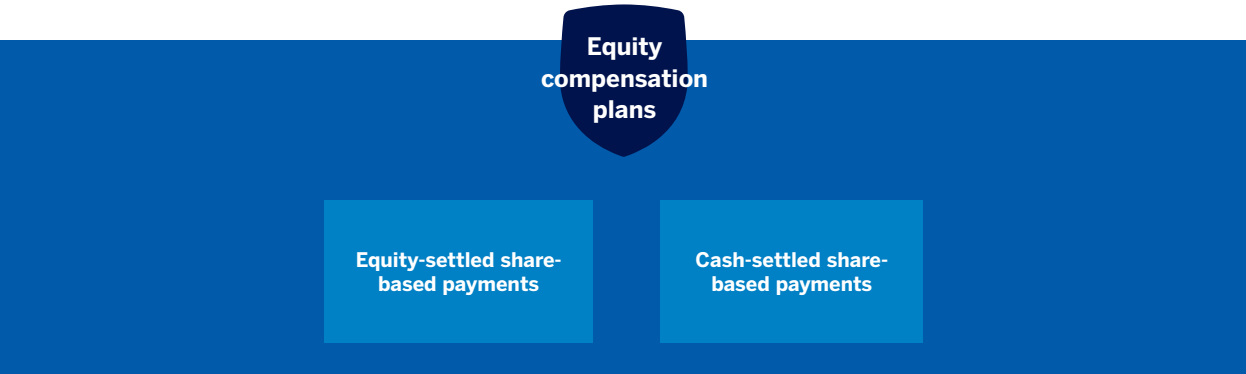 Equity
compensation
plans
Equity-settled share-
based payments
Cash-settled share-
based payments